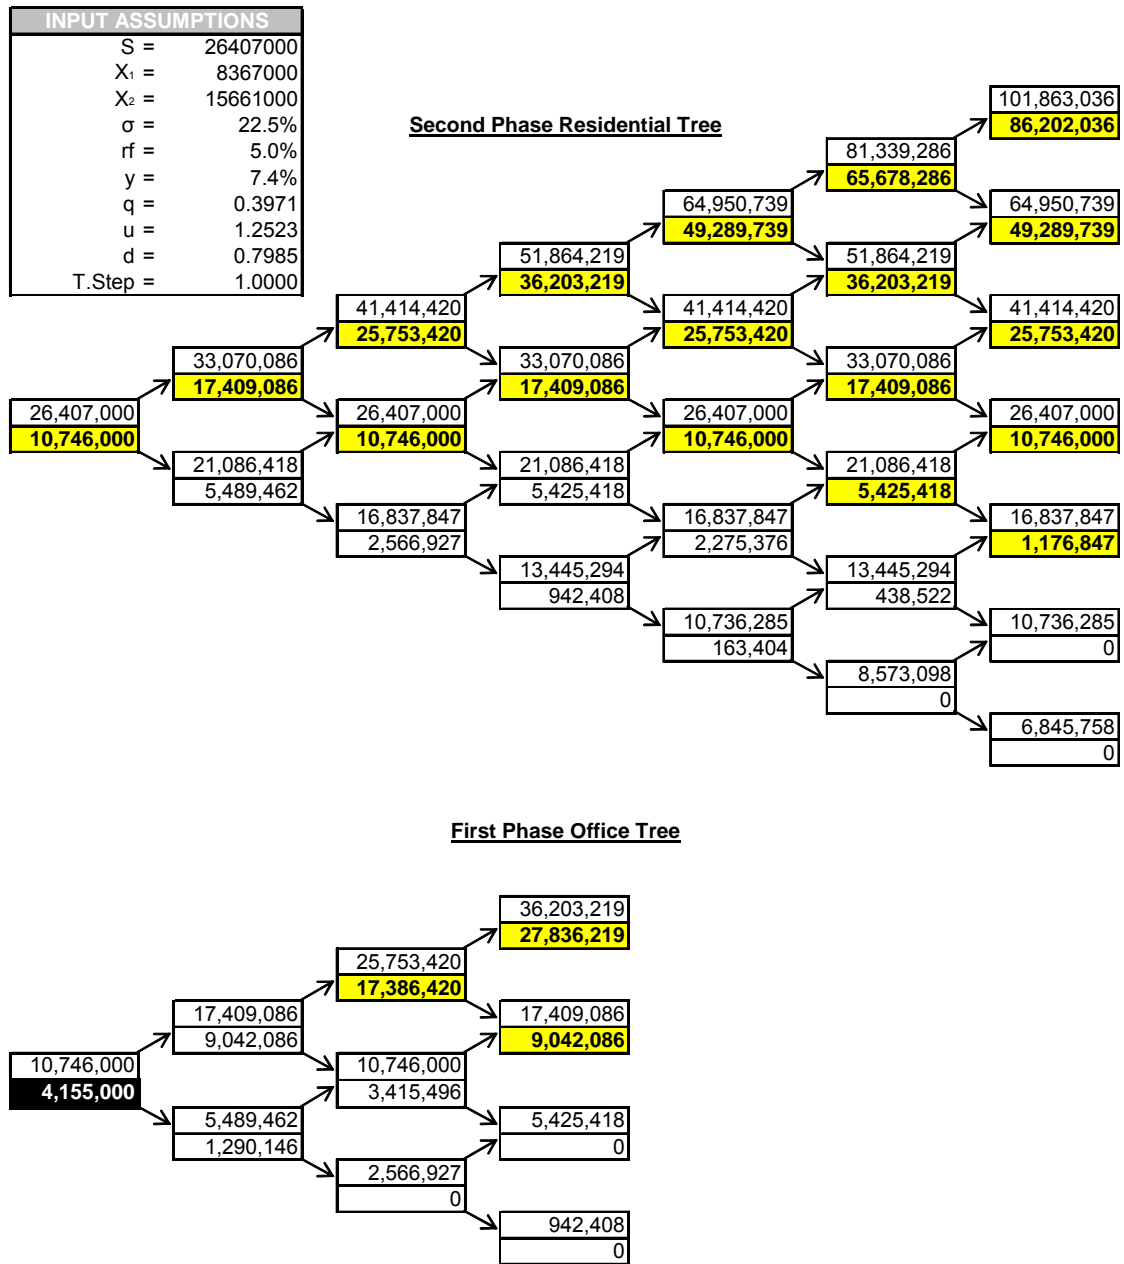 INPUT ASSUMPTIONS
S = 26407000
X1 = 8367000
X2 = 15661000
σ = 22.5%
rf = 5.0%
y = 7.4%
q = 0.3971
u = 1.2523
d = 0.7985
T.Step = 1.0000
Second Phase Residential Tree
101,863,036
86,202,036
81,339,286
65,678,286
64,950,739 64,950,739
49,289,739 49,289,739
51,864,219 51,864,219
36,203,219 36,203,219
41,414,420 41,414,420 41,414,420
25,753,420 25,753,420 25,753,420
33,070,086 33,070,086 33,070,086
17,409,086 17,409,086 17,409,086
26,407,000 26,407,000 26,407,000 26,407,000
10,746,000 10,746,000 10,746,000 10,746,000
21,086,418 21,086,418 21,086,418
5,489,462 5,425,418 5,425,418
16,837,847 16,837,847 16,837,847
2,566,927 2,275,376 1,176,847
13,445,294 13,445,294
942,408 438,522
10,736,285 10,736,285
163,404 0
8,573,098
0
6,845,758
0
First Phase Office Tree
36,203,219
27,836,219
25,753,420
17,386,420
17,409,086 17,409,086
9,042,086 9,042,086
10,746,000 10,746,000
4,155,000 3,415,496
5,489,462 5,425,418
1,290,146 0
2,566,927
0
942,408
0